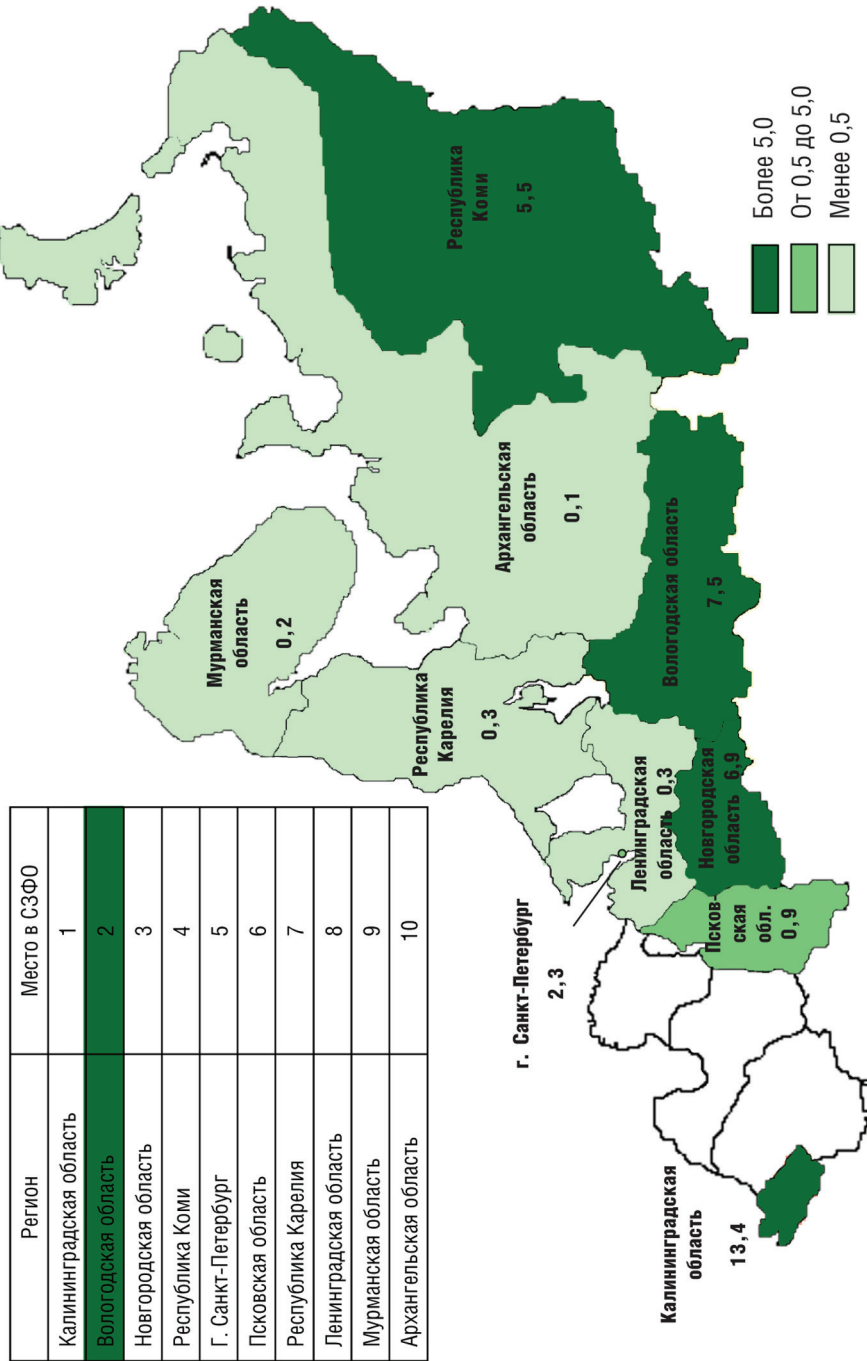 Регион Место в СЗФО
Калининградская область 1
Вологодская область 2
Новгородская область 3
Республика Коми 4
Г. Санкт-Петербург 5
Псковская область 6
Республика Карелия 7
Ленинградская область 8
Мурманская область 9
Архангельская область 10
Мурманская
область
0,2
Республика
Карелия
0,3
Архангельская
область
0,1
Республика
Коми
5,5
г. Санкт-Петербург
2,3
Ленинградская
область 0,3
Вологодская область
7,5
Новгородская
область 6,9
Псков-
ская
обл.
0,9
Калининградская
область
13,4
Более 5,0
От 0,5 до 5,0
Менее 0,5